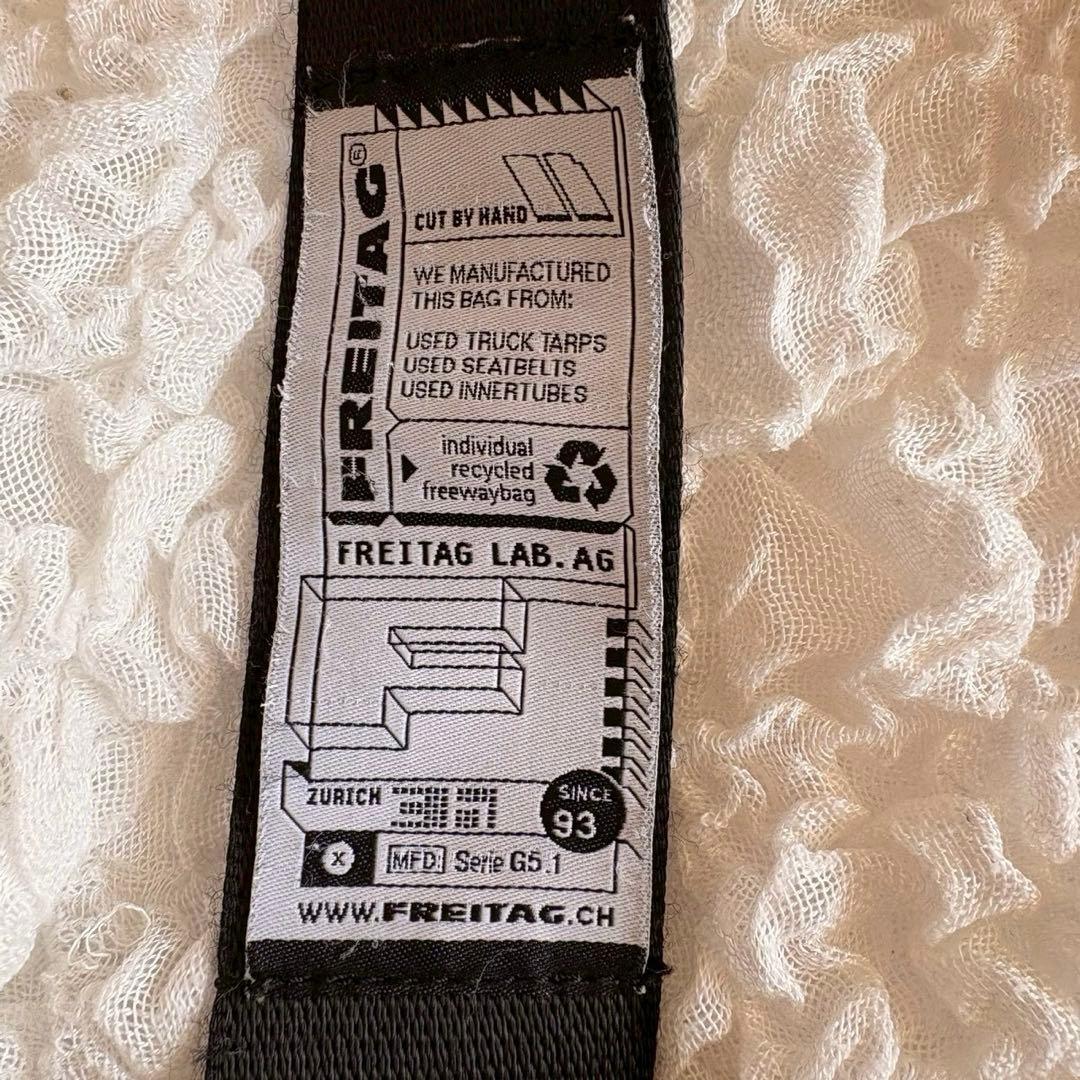 FREITAG®
CUT BY HAND
WE MANUFACTURED
THIS BAG FROM:
USED TRUCK TARPS
USED SEATBELTS
USED INNERTUBES
individual
recycled
freewaybag
FREITAG LAB. AG
ZURICH
SINCE
93
X
MFD: Serie G5.1
WWW.FREITAG.CH